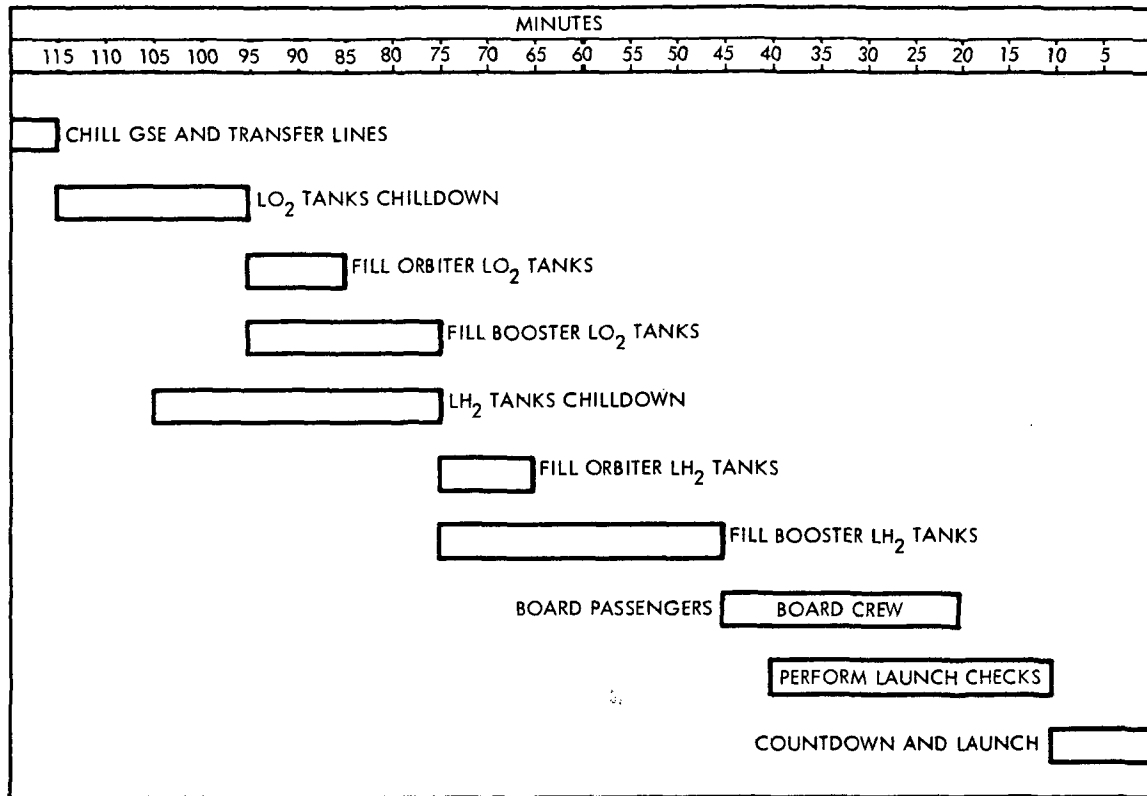 MINUTES
115 110 105 100 95 90 85 80 75 70 65 60 55 50 45 40 35 30 25 20 15 10 5
CHILL GSE AND TRANSFER LINES
LO2 TANKS CHILLDOWN
FILL ORBITER LO2 TANKS
FILL BOOSTER LO2 TANKS
LH2 TANKS CHILLDOWN
FILL ORBITER LH2 TANKS
FILL BOOSTER LH2 TANKS
BOARD PASSENGERS BOARD CREW
PERFORM LAUNCH CHECKS
COUNTDOWN AND LAUNCH